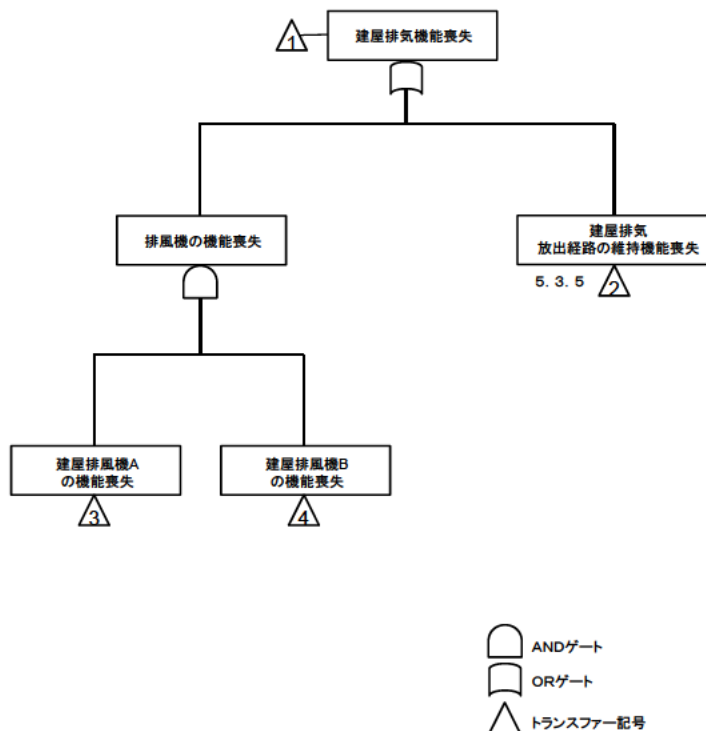 1
建屋排気機能喪失
排風機の機能喪失
建屋排気
放出経路の維持機能喪失
5. 3. 5
2
建屋排風機A
の機能喪失
建屋排風機B
の機能喪失
3
4
ANDゲート
ORゲート
トランスファー記号